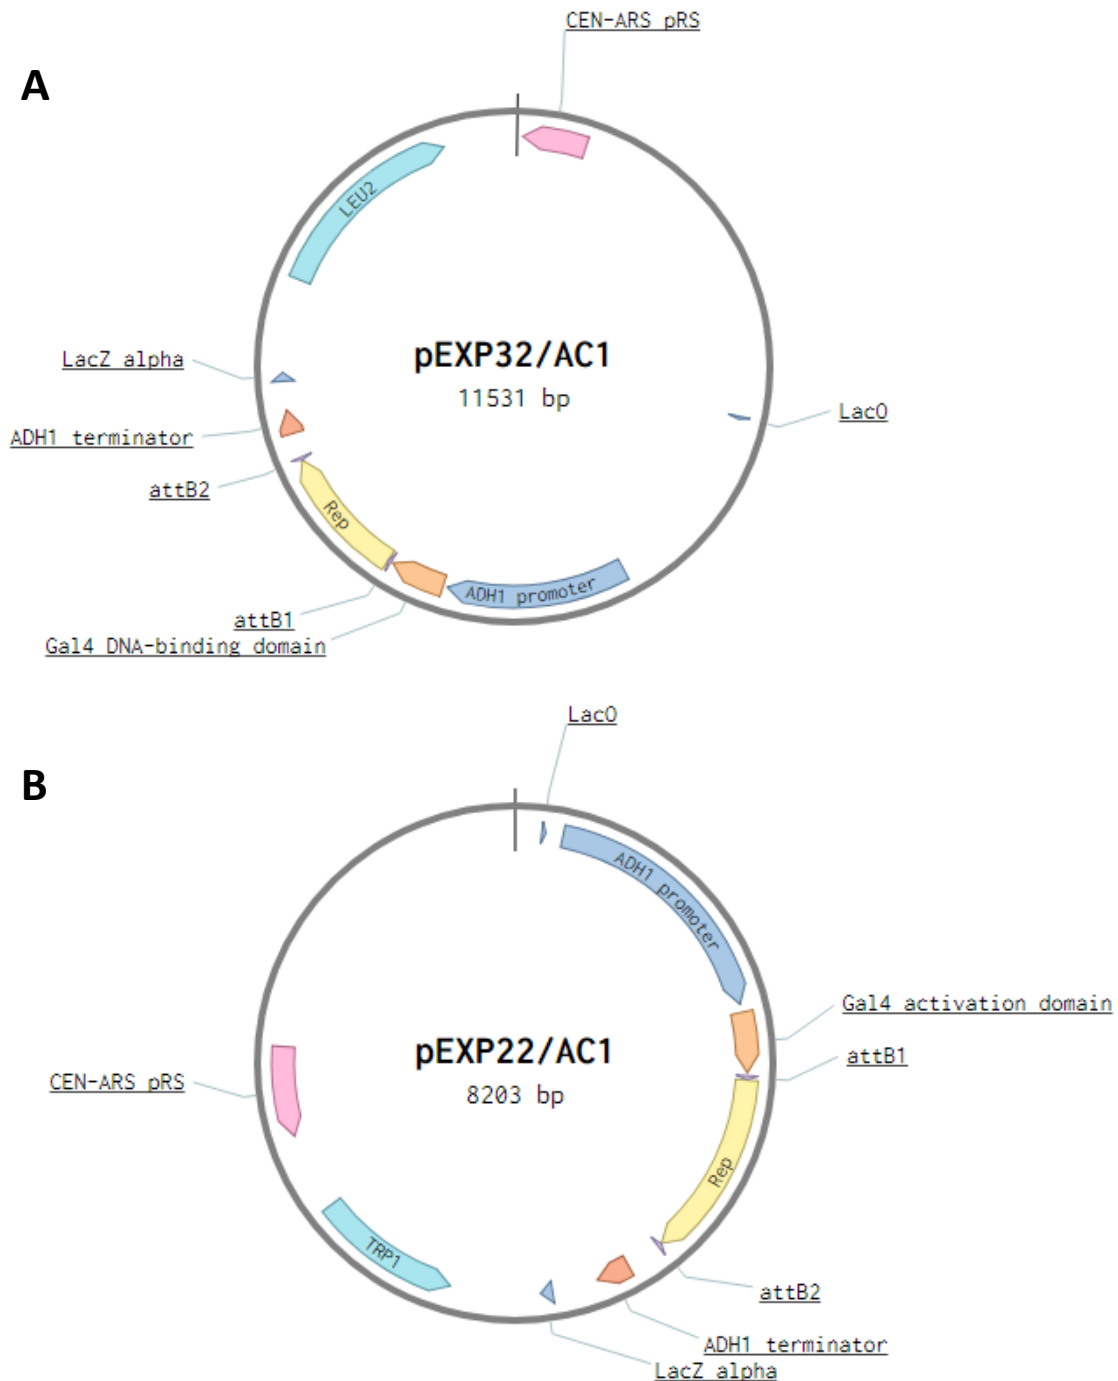 CEN-ARS pRS
A
LEU2
pEXP32/AC1
11531 bp
LacZ alpha
LacO
ADH1 terminator
attB2
Rep
ADH1 promoter
attB1
Gal4 DNA-binding domain
LacO
B
ADH1 promoter
Gal4 activation domain
pEXP22/AC1
8203 bp
attB1
CEN-ARS pRS
Rep
TRP1
attB2
ADH1 terminator
LacZ alpha